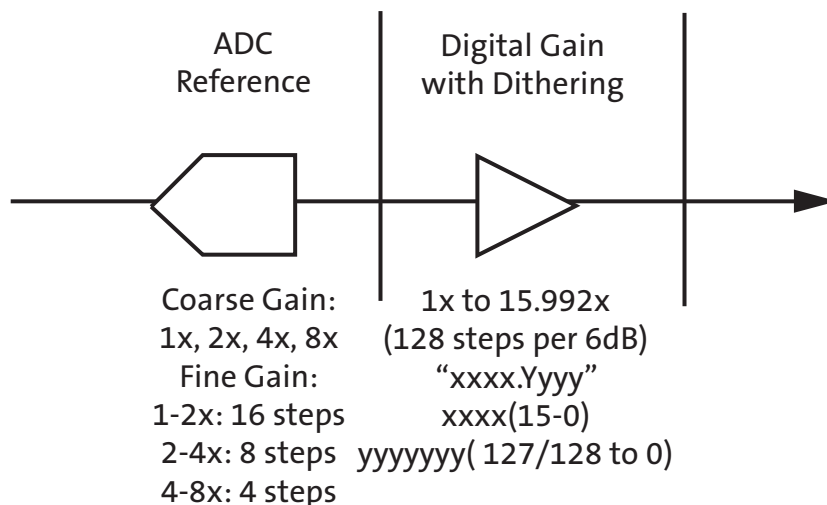 ADC
Reference
Digital Gain
with Dithering
Coarse Gain:
1x, 2x, 4x, 8x
Fine Gain:
1-2x: 16 steps
2-4x: 8 steps
4-8x: 4 steps
1x to 15.992x
(128 steps per 6dB)
“xxxx.Yyyy”
xxxx(15-0)
yyyyyyy( 127/128 to 0)